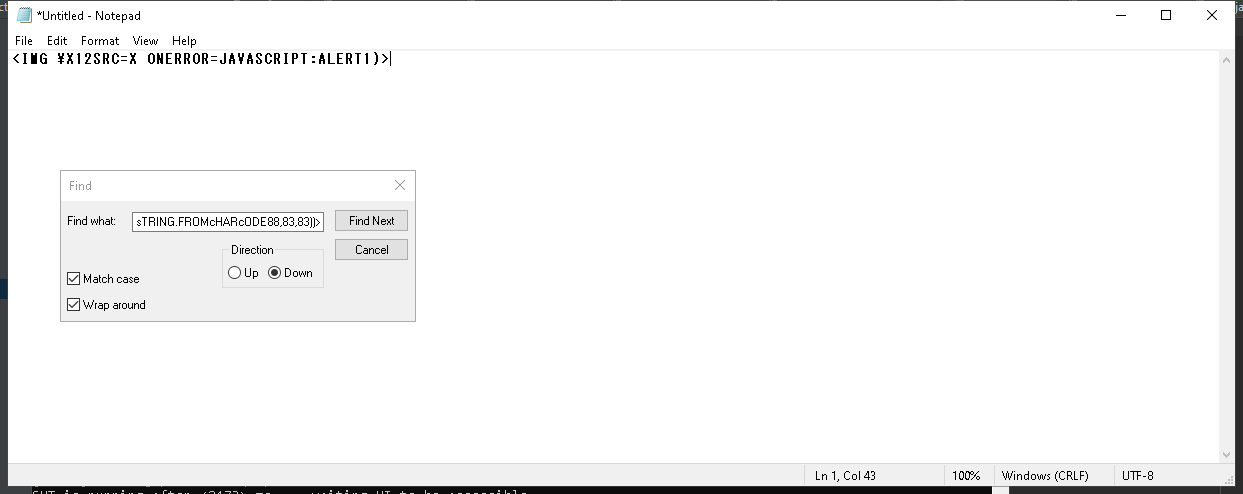 *Untitled - Notepad
File Edit Format View Help
<IMG ¥X12SRC=X ONERROR=JAVASCRIPT:ALERT1)>
Find
Find what: sTRING.FROMcHARcODE88,83,83))> Find Next
Direction Cancel
Up Down
Match case
Wrap around
Ln 1, Col 43 100% Windows (CRLF) UTF-8